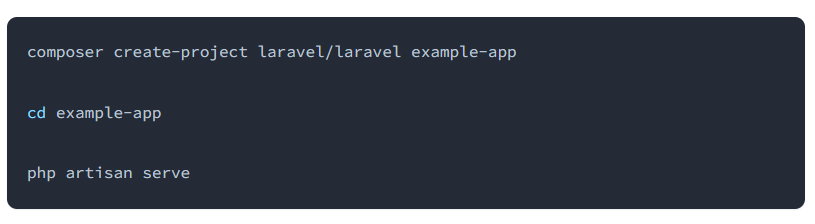 composer create-project laravel/laravel example-app
cd example-app
php artisan serve